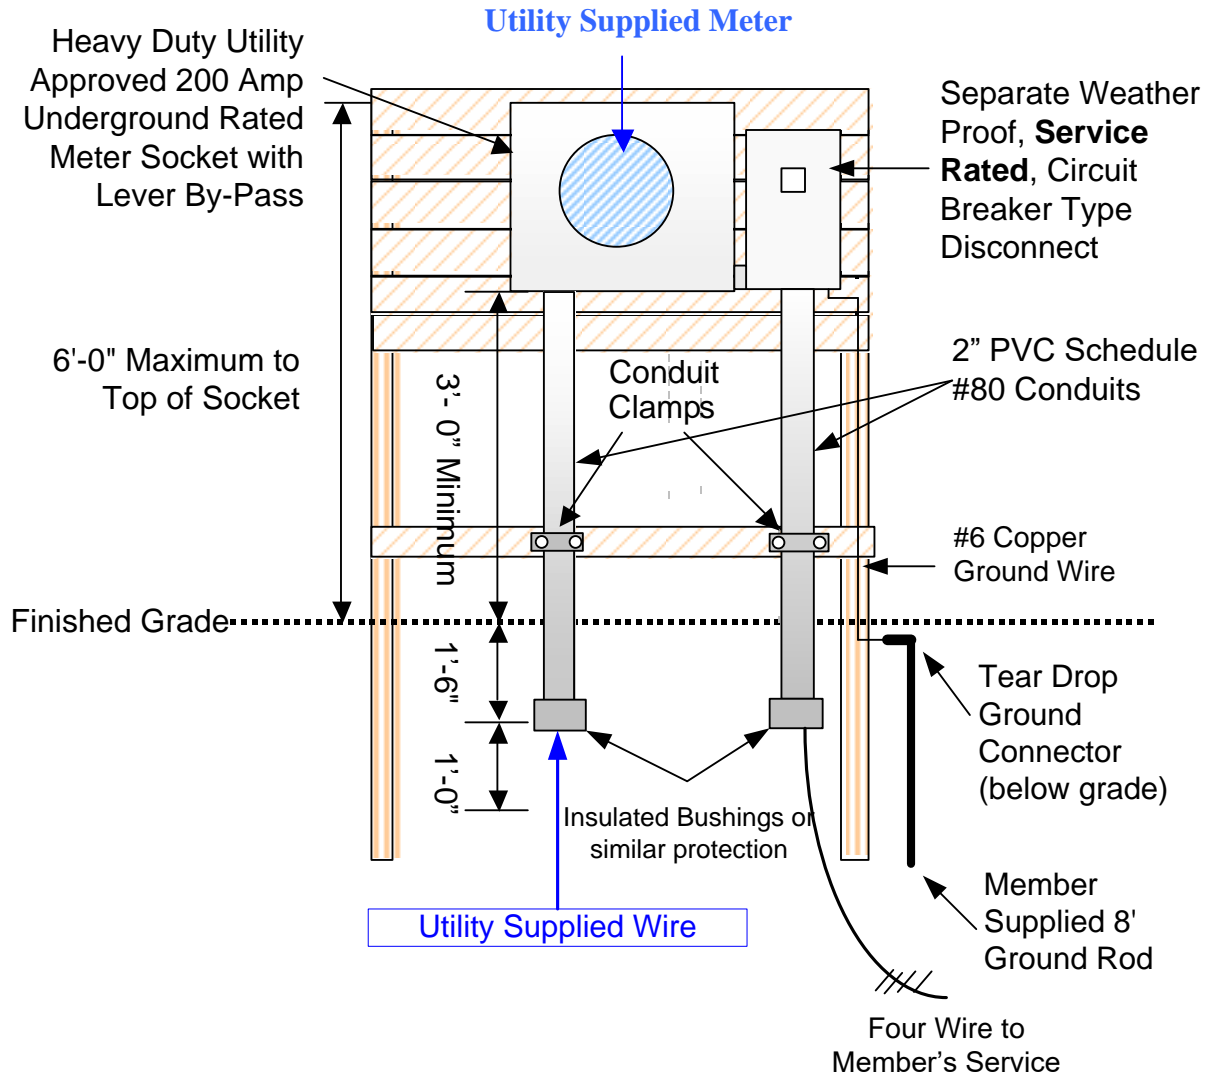 Utility Supplied Meter
Heavy Duty Utility
Approved 200 Amp
Underground Rated
Meter Socket with
Lever By-Pass
Separate Weather
Proof, Service
Rated, Circuit
Breaker Type
Disconnect
6'-0" Maximum to
Top of Socket
3'- 0” Minimum
Conduit
Clamps
2” PVC Schedule
#80 Conduits
#6 Copper
Ground Wire
Finished Grade
1'-6"
1'-0”
Tear Drop
Ground
Connector
(below grade)
Insulated Bushings or
similar protection
Utility Supplied Wire
Member
Supplied 8'
Ground Rod
Four Wire to
Member’s Service